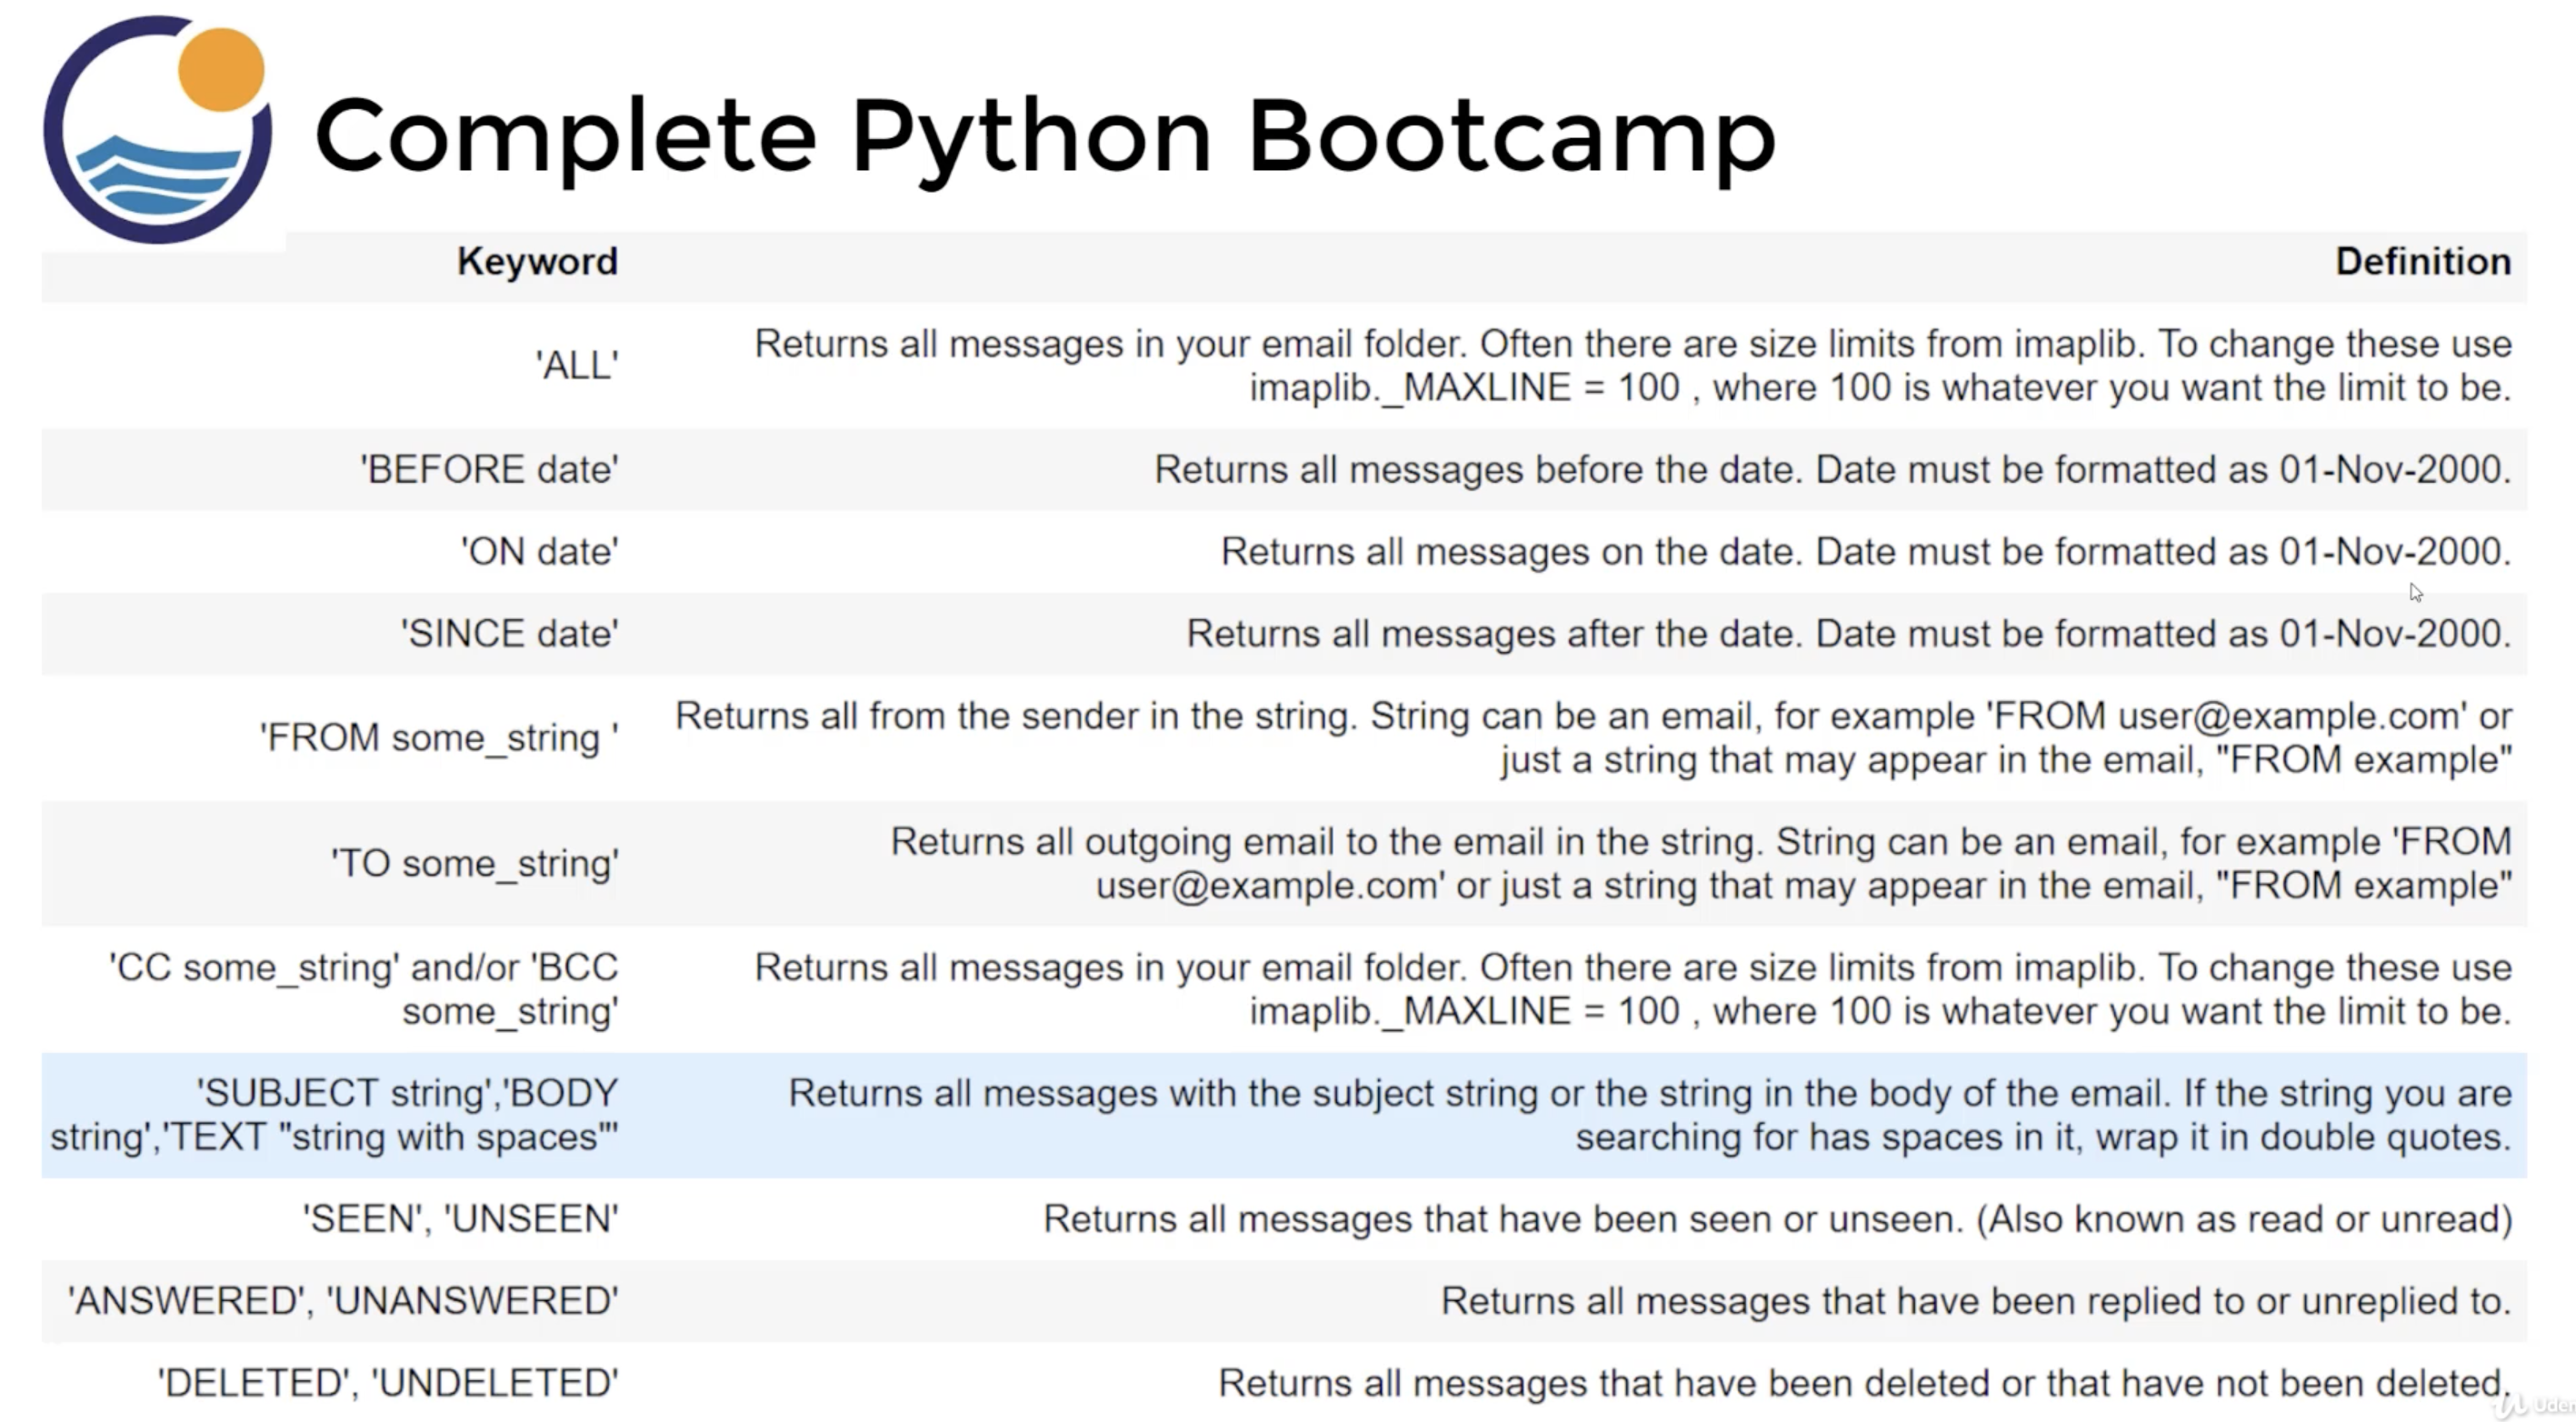 Complete Python Bootcamp
Keyword
Definition
'ALL'
Returns all messages in your email folder. Often there are size limits from imaplib. To change these use
imaplib._MAXLINE = 100 , where 100 is whatever you want the limit to be.
'BEFORE date'
Returns all messages before the date. Date must be formatted as 01-Nov-2000.
'ON date'
Returns all messages on the date. Date must be formatted as 01-Nov-2000.
'SINCE date'
Returns all messages after the date. Date must be formatted as 01-Nov-2000.
'FROM some_string '
Returns all from the sender in the string. String can be an email, for example 'FROM user@example.com' or
just a string that may appear in the email, "FROM example"
'TO some_string'
Returns all outgoing email to the email in the string. String can be an email, for example 'FROM
user@example.com' or just a string that may appear in the email, "FROM example"
'CC some_string' and/or 'BCC
some_string'
Returns all messages in your email folder. Often there are size limits from imaplib. To change these use
imaplib._MAXLINE = 100 , where 100 is whatever you want the limit to be.
'SUBJECT string','BODY
string','TEXT "string with spaces"'
Returns all messages with the subject string or the string in the body of the email. If the string you are
searching for has spaces in it, wrap it in double quotes.
'SEEN', 'UNSEEN'
Returns all messages that have been seen or unseen. (Also known as read or unread)
'ANSWERED', 'UNANSWERED'
Returns all messages that have been replied to or unreplied to.
'DELETED', 'UNDELETED'
Returns all messages that have been deleted or that have not been deleted.